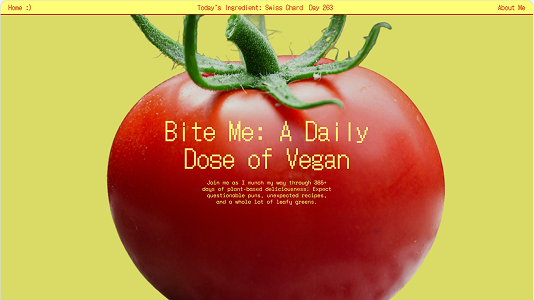 Home :)
Today's Ingredient: Swiss Chard Day 263
About Me
Bite Me: A Daily
Dose of Vegan
Join me as I munch my way through 365+
days of plant-based deliciousness. Expect
questionable puns, unexpected recipes,
and a whole lot of leafy greens.